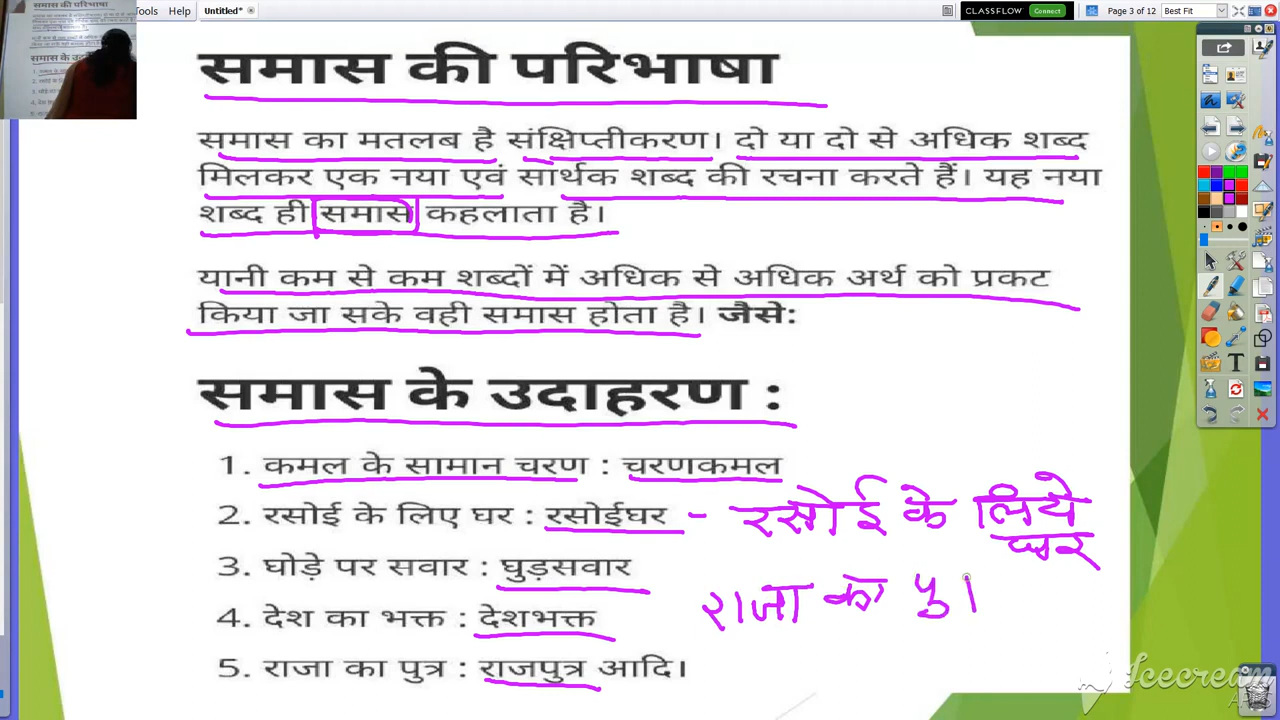 ools Help Untitled* CLASSFLOW Connect Page 3 of 12 Best Fit
समास की परिभाषा
समास का मतलब है संक्षिप्तीकरण। दो या दो से अधिक शब्द
मिलकर एक नया एवं सार्थक शब्द की रचना करते हैं। यह नया
शब्द ही समास कहलाता है।
यानी कम से कम शब्दों में अधिक से अधिक अर्थ को प्रकट
किया जा सके वही समास होता है। जैसे:
समास के उदाहरण :
1. कमल के सामान चरण : चरणकमल
2. रसोई के लिए घर : रसोईघर - रसोई के लिये
घर
3. घोड़े पर सवार : घुड़सवार
राजा का पु
4. देश का भक्त : देशभक्त
5. राजा का पुत्र : राजपुत्र आदि।
Icecream
APPS